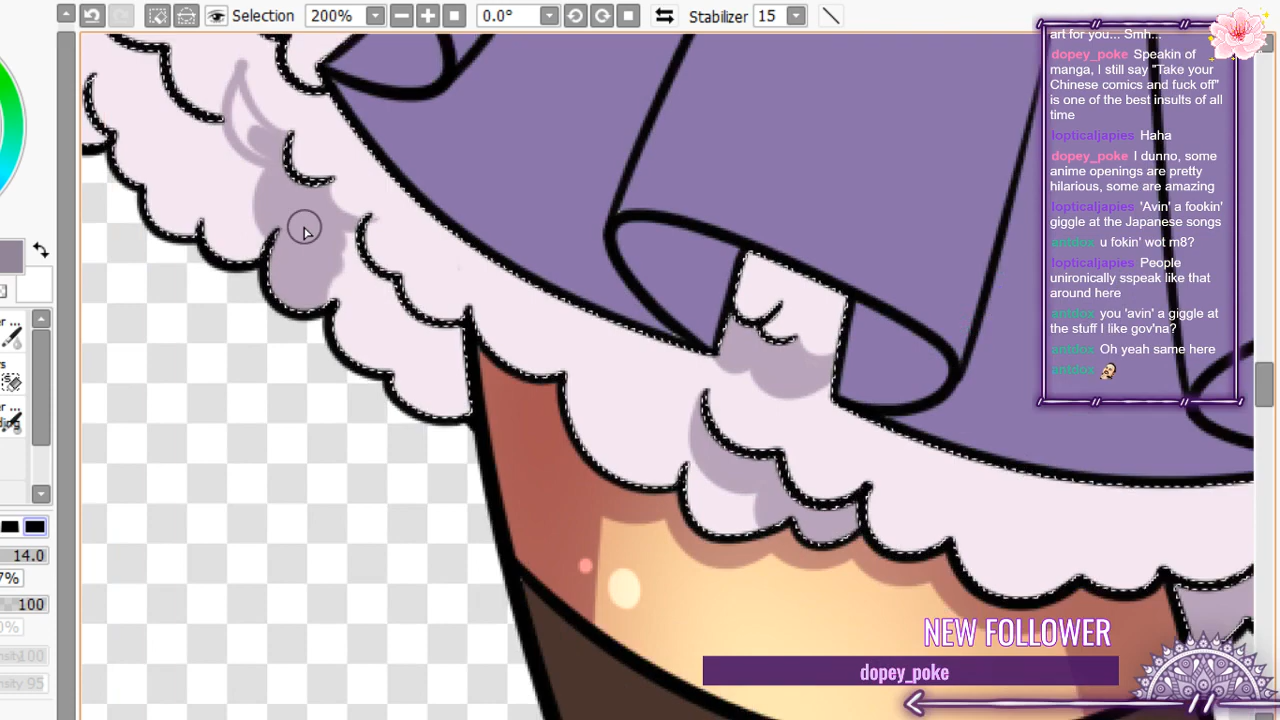 Selection 200% 0.0° Stabilizer 15
art for you... Smh...
dopey_poke Speakin of
manga, I still say "Take your
Chinese comics and fuck off"
is one of the best insults of all
time
lopticaljapies Haha
dopey_poke I dunno, some
anime openings are pretty
hilarious, some are amazing
lopticaljapies 'Avin' a fookin'
giggle at the Japanese songs
antdox u fokin' wot m8?
lopticaljapies People
unironically sspeak like that
around here
antdox you 'avin' a giggle at
the stuff I like gov'na?
antdox Oh yeah same here
antdox
14.0
100
100
95
NEW FOLLOWER
dopey_poke